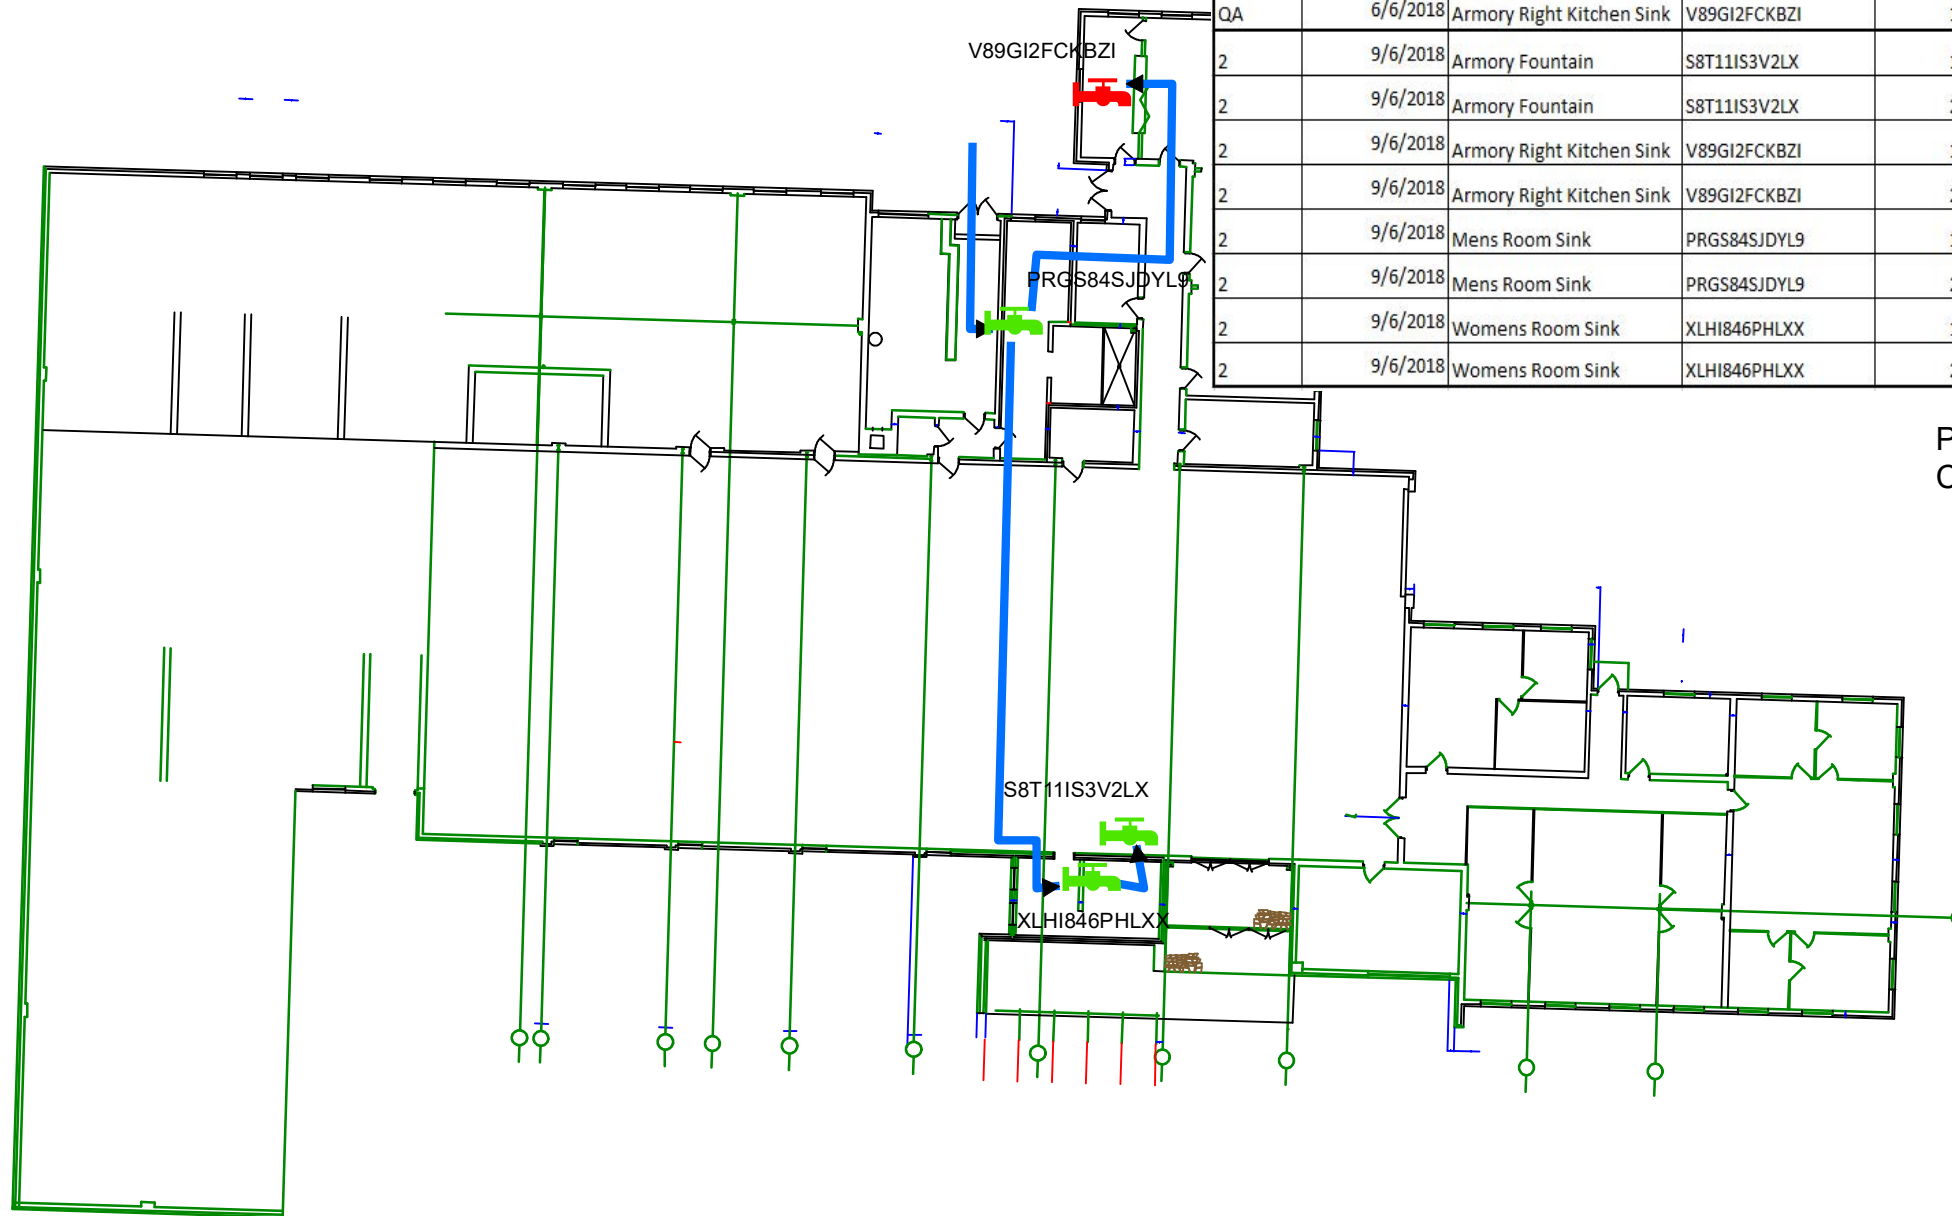 V89GI2FCKBZI
QA 6/6/2018 Armory Right Kitchen Sink V89GI2FCKBZI
2 9/6/2018 Armory Fountain S8T11IS3V2LX
2 9/6/2018 Armory Fountain S8T11IS3V2LX
2 9/6/2018 Armory Right Kitchen Sink V89GI2FCKBZI
2 9/6/2018 Armory Right Kitchen Sink V89GI2FCKBZI
2 9/6/2018 Mens Room Sink PRGS84SJDYL9
2 9/6/2018 Mens Room Sink PRGS84SJDYL9
2 9/6/2018 Womens Room Sink XLHI846PHLXX
2 9/6/2018 Womens Room Sink XLHI846PHLXX
PRGS84SJDYL9
P
S8T11IS3V2LX
XLHI846PHLXX